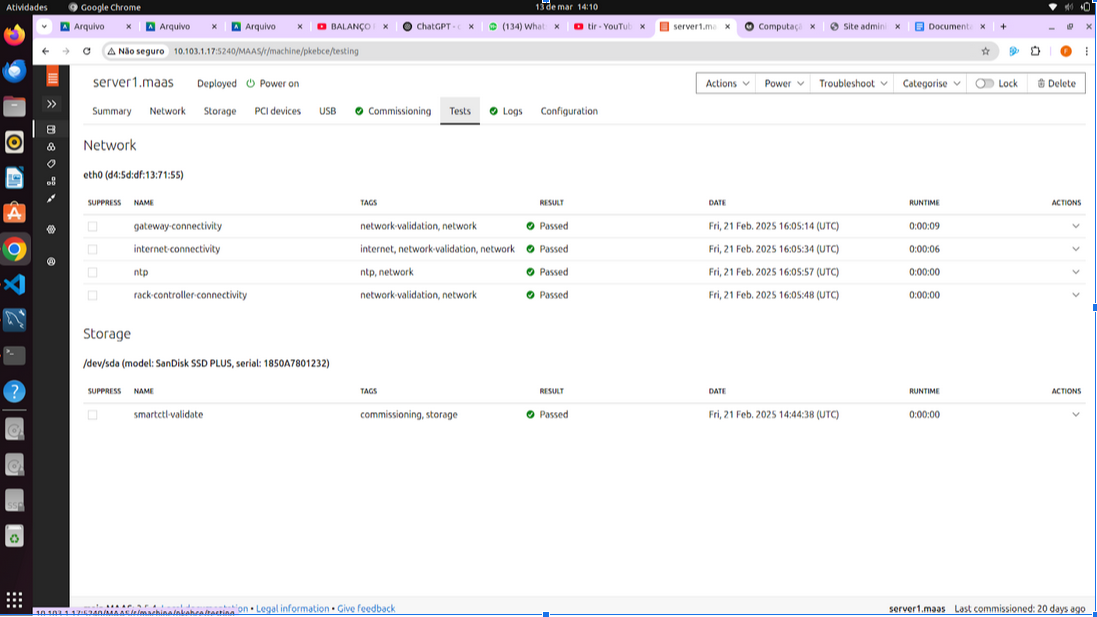 Atividades Google Chrome 13 de mar 14:10
Arquivo Arquivo Arquivo BALANÇO ChatGPT - (134) What tir - YouTub server1.ma Computaç Site admin Document
Não seguro 10.103.1.17:5240/MAAS/r/machine/pkebce/testing
server1.maas Deployed Power on Actions Power Troubleshoot Categorise Lock Delete
Summary Network Storage PCI devices USB Commissioning Tests Logs Configuration
Network
eth0 (d4:5d:df:13:71:55)
SUPPRESS NAME TAGS RESULT DATE RUNTIME ACTIONS
gateway-connectivity network-validation, network Passed Fri, 21 Feb. 2025 16:05:14 (UTC) 0:00:09
internet-connectivity internet, network-validation, network Passed Fri, 21 Feb. 2025 16:05:34 (UTC) 0:00:06
ntp ntp, network Passed Fri, 21 Feb. 2025 16:05:57 (UTC) 0:00:00
rack-controller-connectivity network-validation, network Passed Fri, 21 Feb. 2025 16:05:48 (UTC) 0:00:00
Storage
/dev/sda (model: SanDisk SSD PLUS, serial: 1850A7801232)
SUPPRESS NAME TAGS RESULT DATE RUNTIME ACTIONS
smartctl-validate commissioning, storage Passed Fri, 21 Feb. 2025 14:44:38 (UTC) 0:00:00
Legal information • Give feedback server1.maas Last commissioned: 20 days ago
10.103.1.17:5240/MAAS/r/machine/pkebce/testing